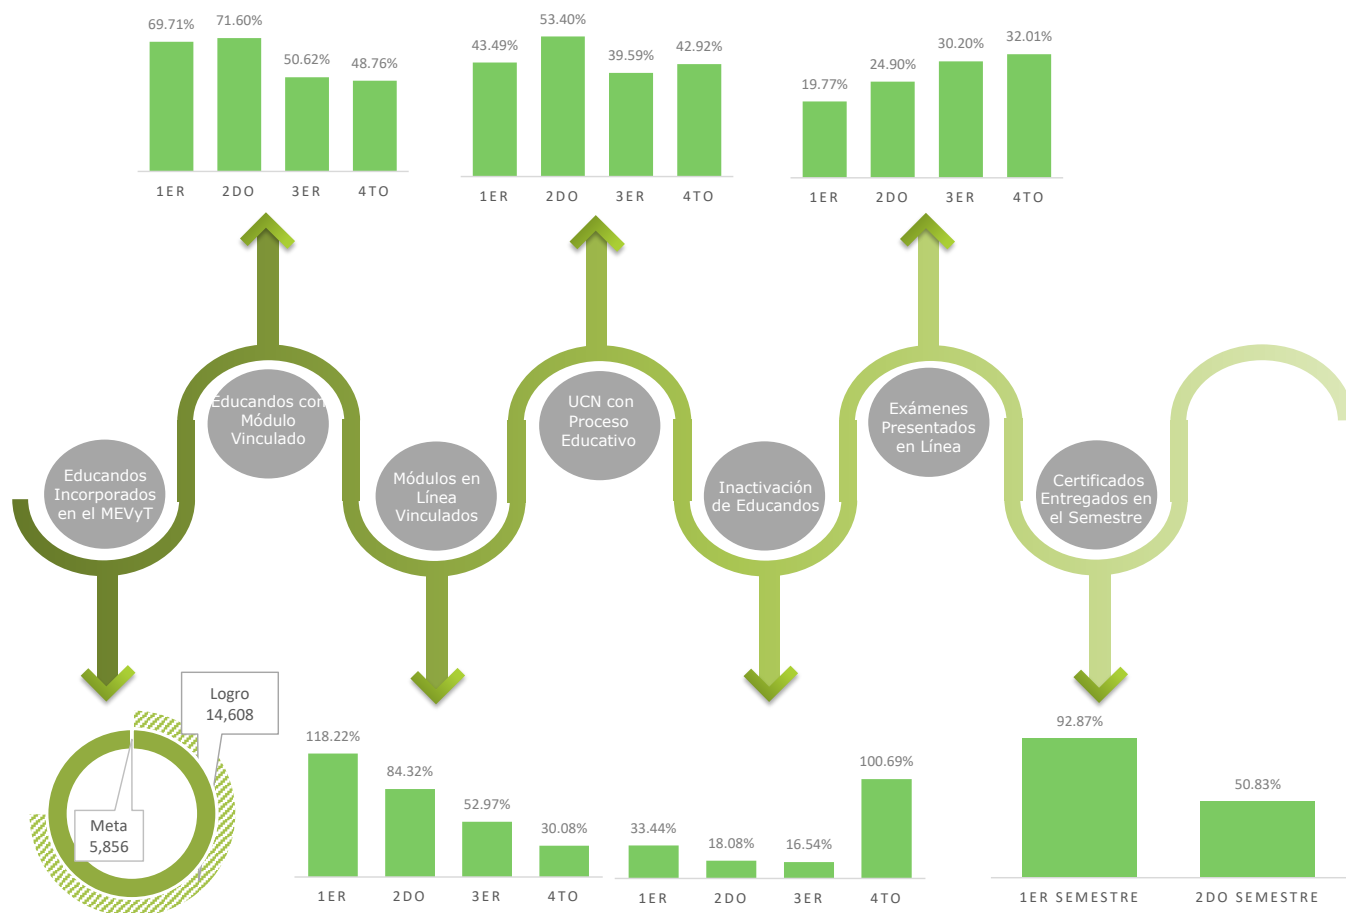 69.71%
71.60%
50.62%
48.76%
1ER
2DO
3ER
4TO
43.49%
53.40%
39.59%
42.92%
1ER
2DO
3ER
4TO
19.77%
24.90%
30.20%
32.01%
1ER
2DO
3ER
4TO
Educandos
Incorporados
en el MEVyT
Educandos con
Módulo
Vinculado
Módulos en
Línea
Vinculados
UCN con
Proceso
Educativo
Inactivación
de Educandos
Exámenes
Presentados
en Línea
Certificados
Entregados en
el Semestre
Logro
14,608
Meta
5,856
118.22%
84.32%
52.97%
30.08%
1ER
2DO
3ER
4TO
33.44%
18.08%
16.54%
100.69%
1ER
2DO
3ER
4TO
92.87%
50.83%
1ER SEMESTRE
2DO SEMESTRE